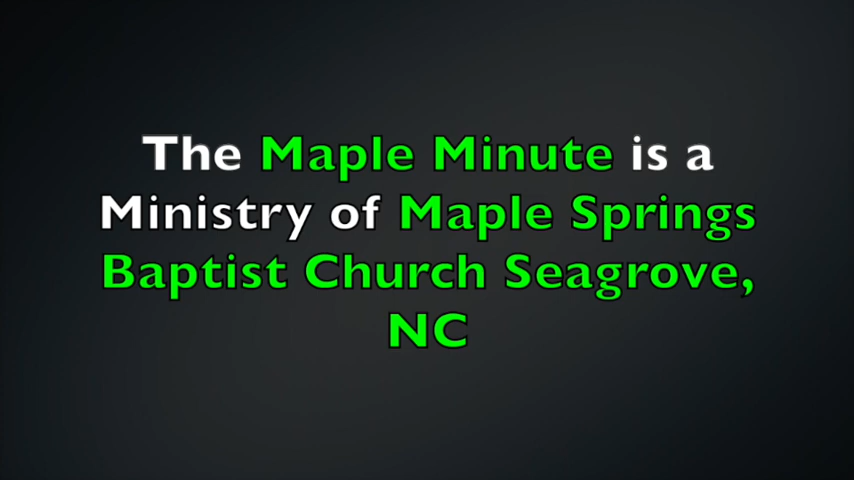 The Maple Minute is a
Ministry of Maple Springs
Baptist Church Seagrove,
NC